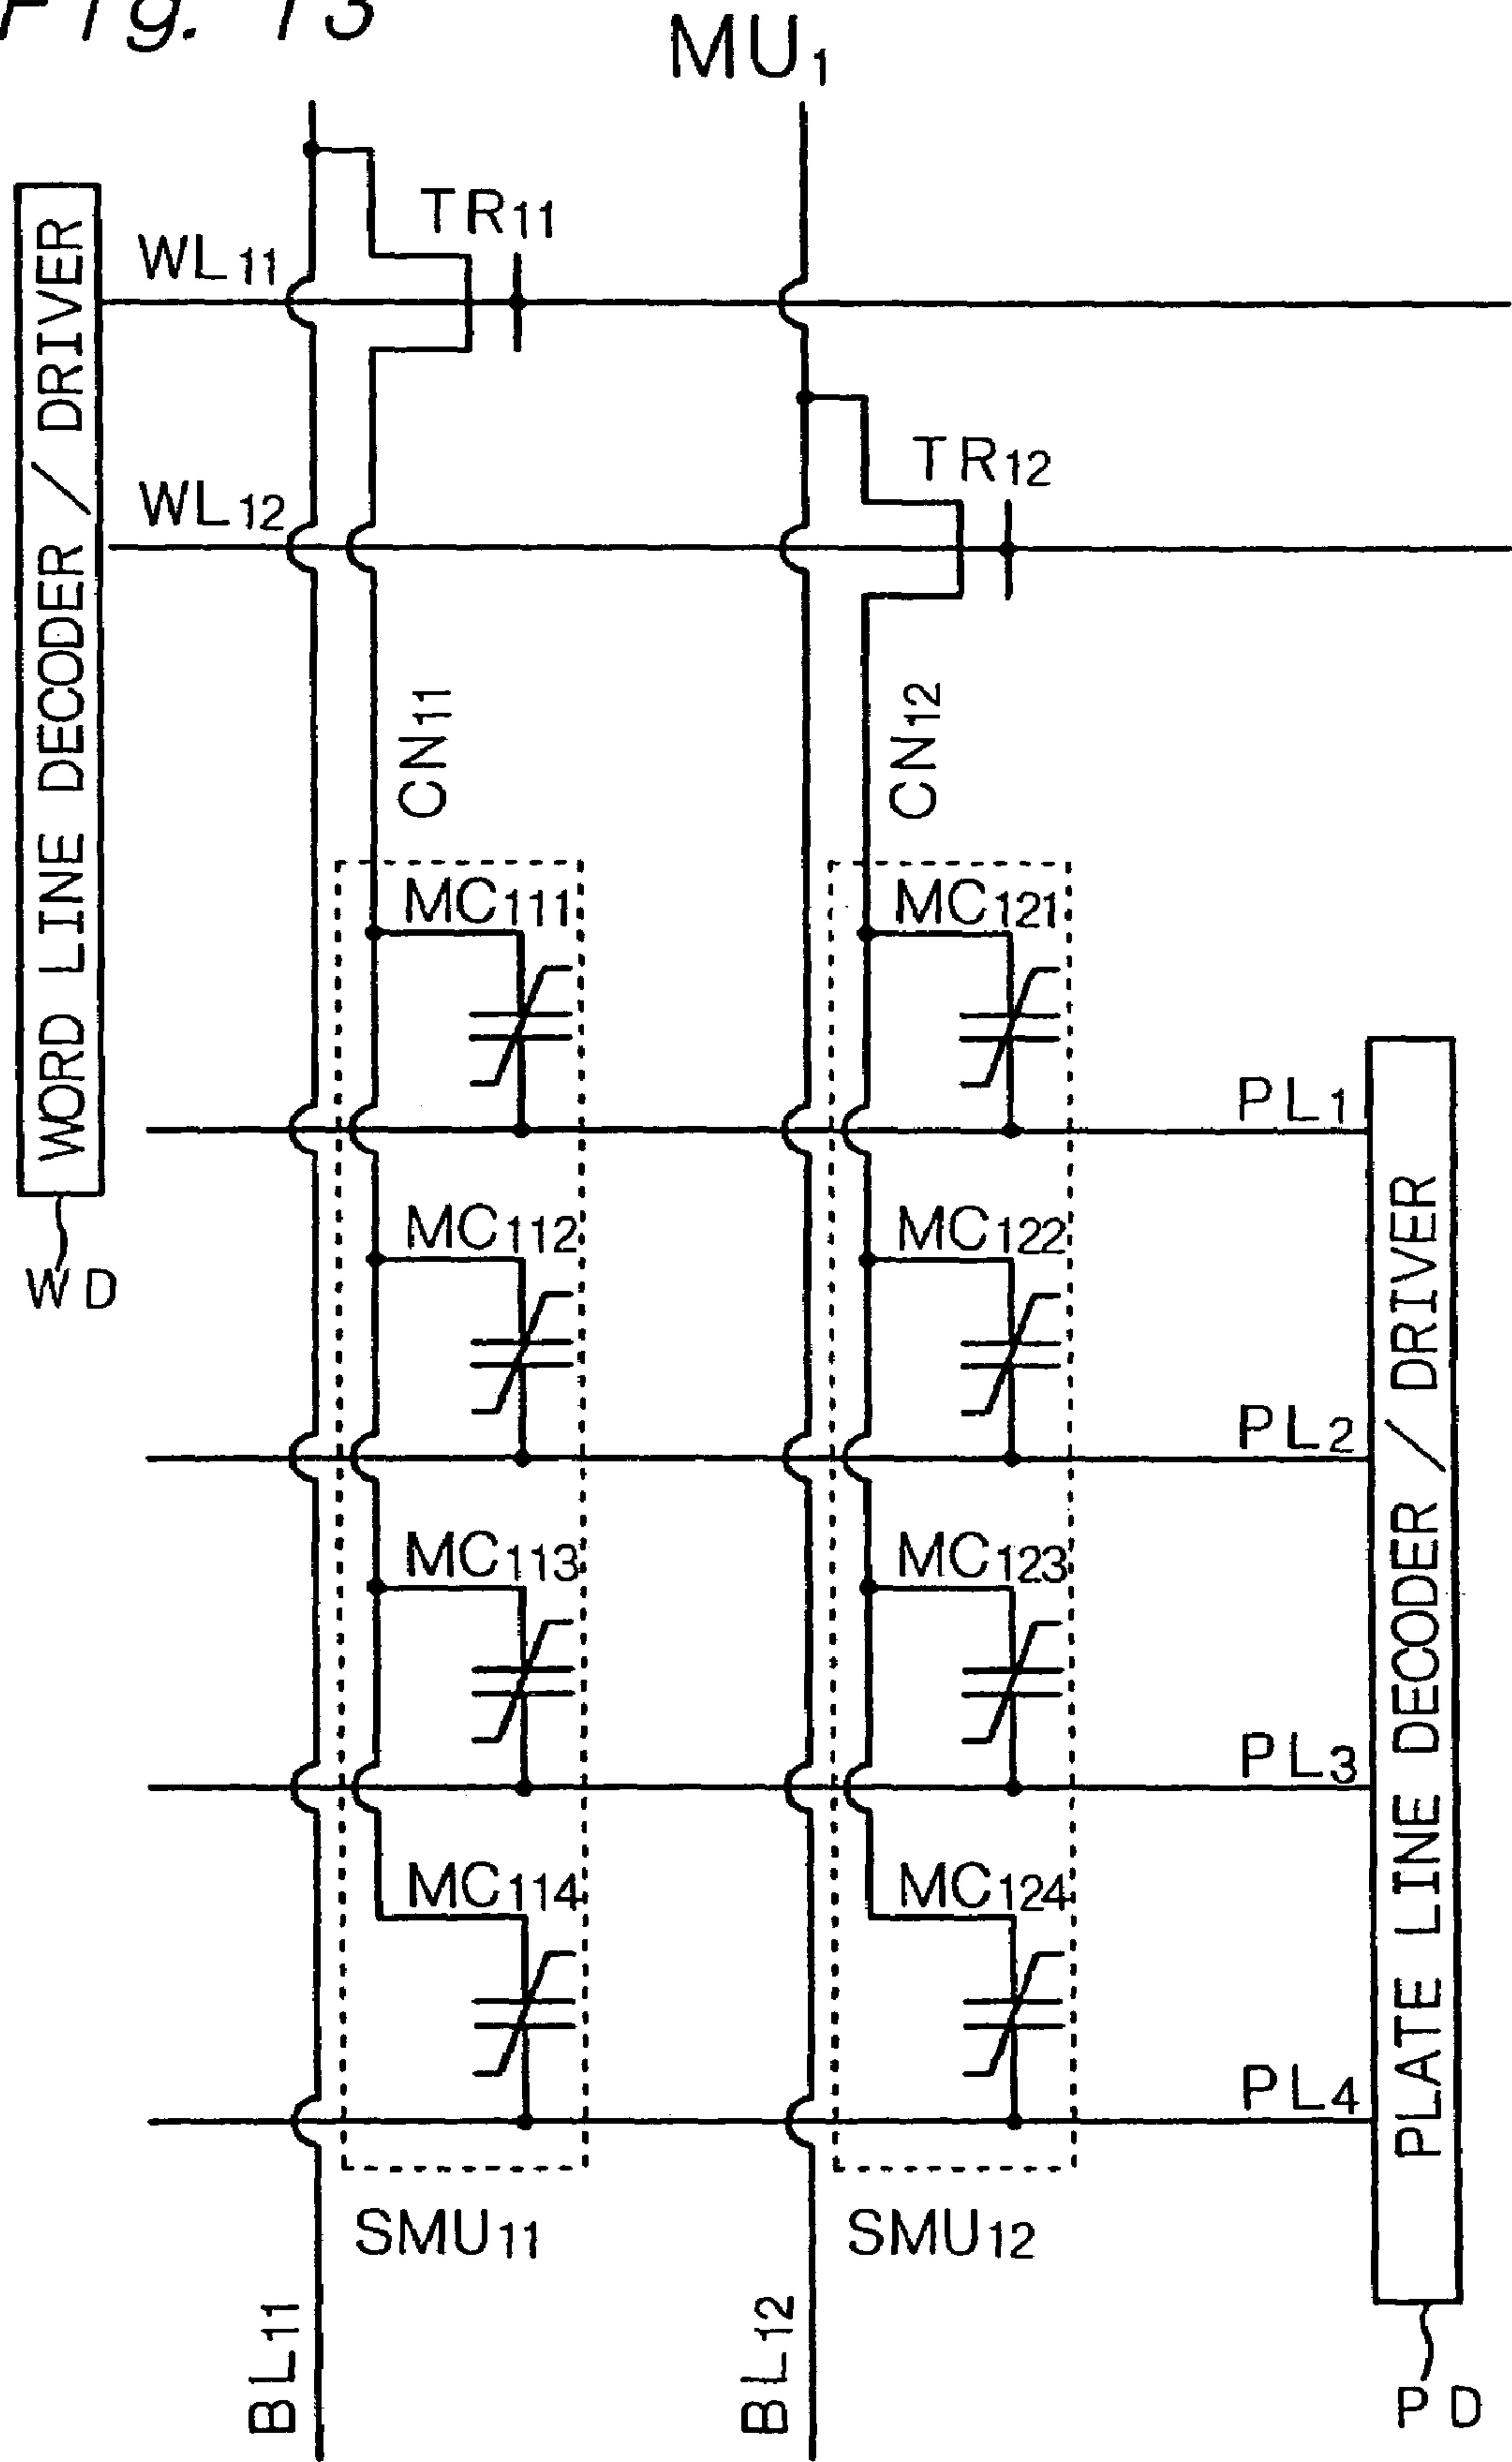 Fig. 13
MU1
TR11
WL11
TR12
WL12
WORD LINE DECODER / DRIVER
WD
CN11
CN12
MC111
MC121
PL1
MC112
MC122
PL2
MC113
MC123
PL3
MC114
MC124
PL4
PLATE LINE DECODER / DRIVER
PD
SMU11
SMU12
BL11
BL12